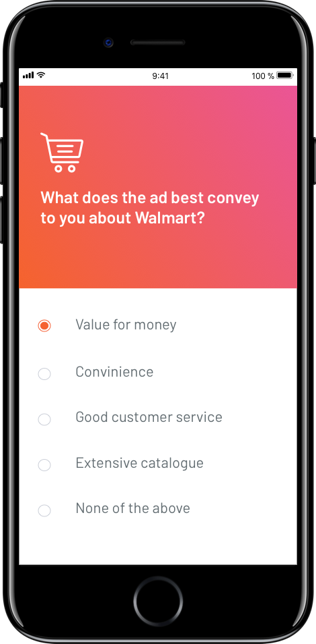 9:41
100 %
What does the ad best convey
to you about Walmart?
Value for money
Convinience
Good customer service
Extensive catalogue
None of the above